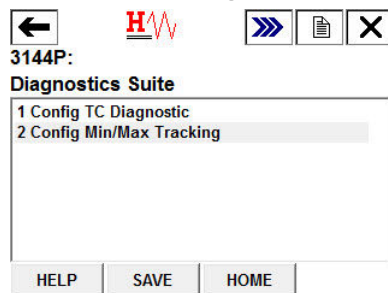 H
3144P:
Diagnostics Suite
1 Config TC Diagnostic
2 Config Min/Max Tracking
HELP SAVE HOME